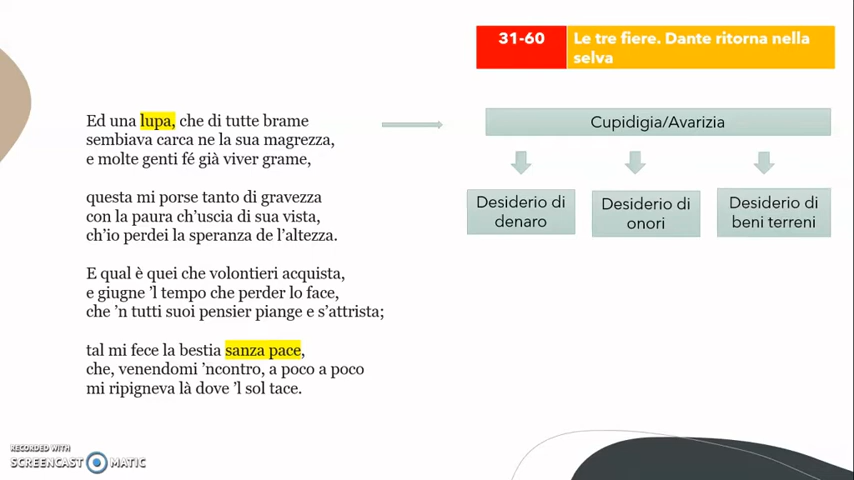 31-60
Le tre fiere. Dante ritorna nella
selva
Ed una lupa, che di tutte brame
sembiava carca ne la sua magrezza,
e molte genti fé già viver grame,
questa mi porse tanto di gravezza
con la paura ch’uscia di sua vista,
ch’io perdei la speranza de l’altezza.
E qual è quei che volontieri acquista,
e giugne ’l tempo che perder lo face,
che ’n tutti suoi pensier piange e s’attrista;
tal mi fece la bestia sanza pace,
che, venendomi ’ncontro, a poco a poco
mi ripigneva là dove ’l sol tace.
Cupidigia/Avarizia
Desiderio di
denaro
Desiderio di
onori
Desiderio di
beni terreni
RECORDED WITH
SCREENCAST MATIC